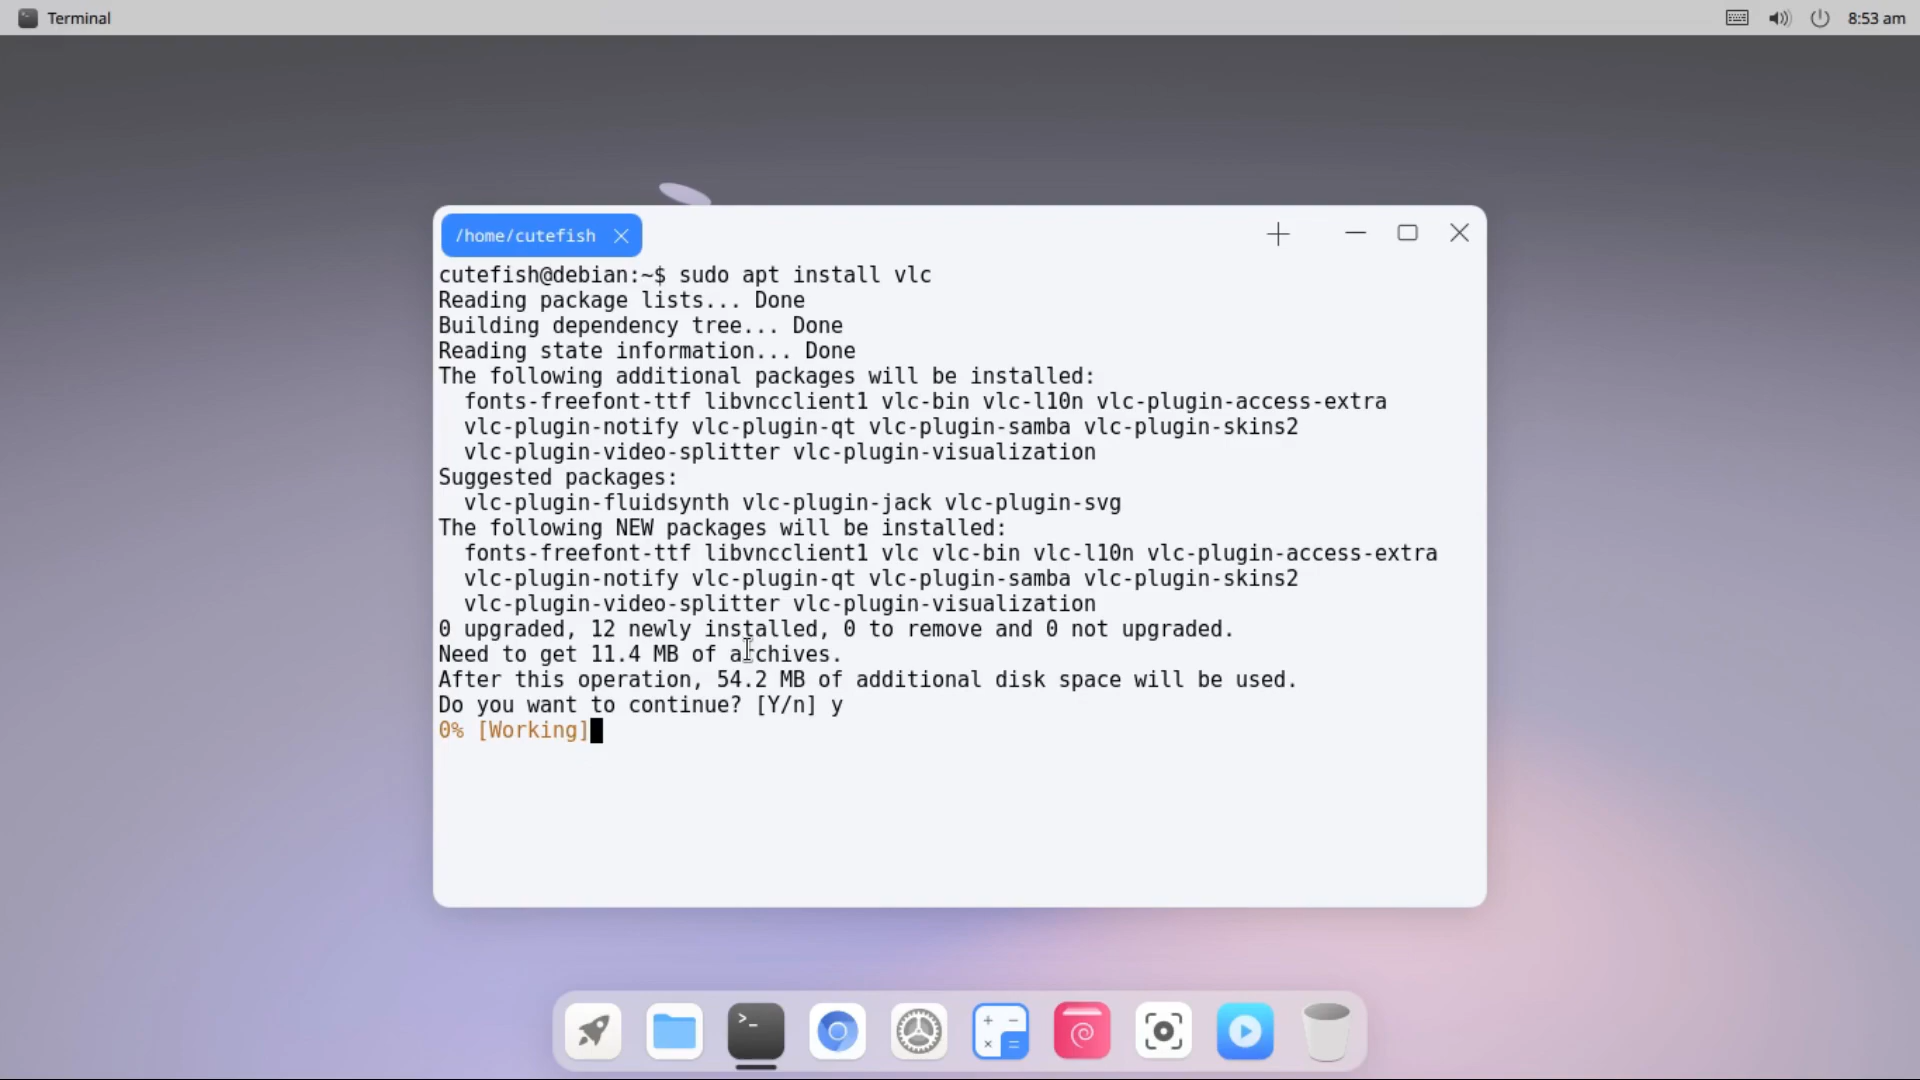 Terminal
8:53 am
/home/cutefish
cutefish@debian:~$ sudo apt install vlc
Reading package lists... Done
Building dependency tree... Done
Reading state information... Done
The following additional packages will be installed:
  fonts-freefont-ttf libvncclient1 vlc-bin vlc-l10n vlc-plugin-access-extra
  vlc-plugin-notify vlc-plugin-qt vlc-plugin-samba vlc-plugin-skins2
  vlc-plugin-video-splitter vlc-plugin-visualization
Suggested packages:
  vlc-plugin-fluidsynth vlc-plugin-jack vlc-plugin-svg
The following NEW packages will be installed:
  fonts-freefont-ttf libvncclient1 vlc vlc-bin vlc-l10n vlc-plugin-access-extra
  vlc-plugin-notify vlc-plugin-qt vlc-plugin-samba vlc-plugin-skins2
  vlc-plugin-video-splitter vlc-plugin-visualization
0 upgraded, 12 newly installed, 0 to remove and 0 not upgraded.
Need to get 11.4 MB of archives.
After this operation, 54.2 MB of additional disk space will be used.
Do you want to continue? [Y/n] y
0% [Working]